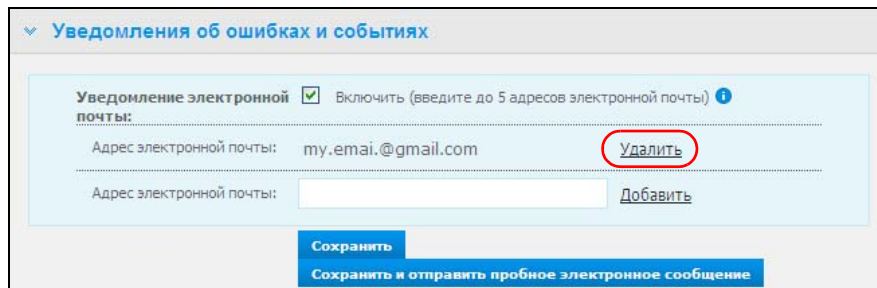 Уведомления об ошибках и событиях
Уведомление электронной почты: Включить (введите до 5 адресов электронной почты)
Адрес электронной почты: my.emai.@gmail.com Удалить
Адрес электронной почты: Добавить
Сохранить
Сохранить и отправить пробное электронное сообщение